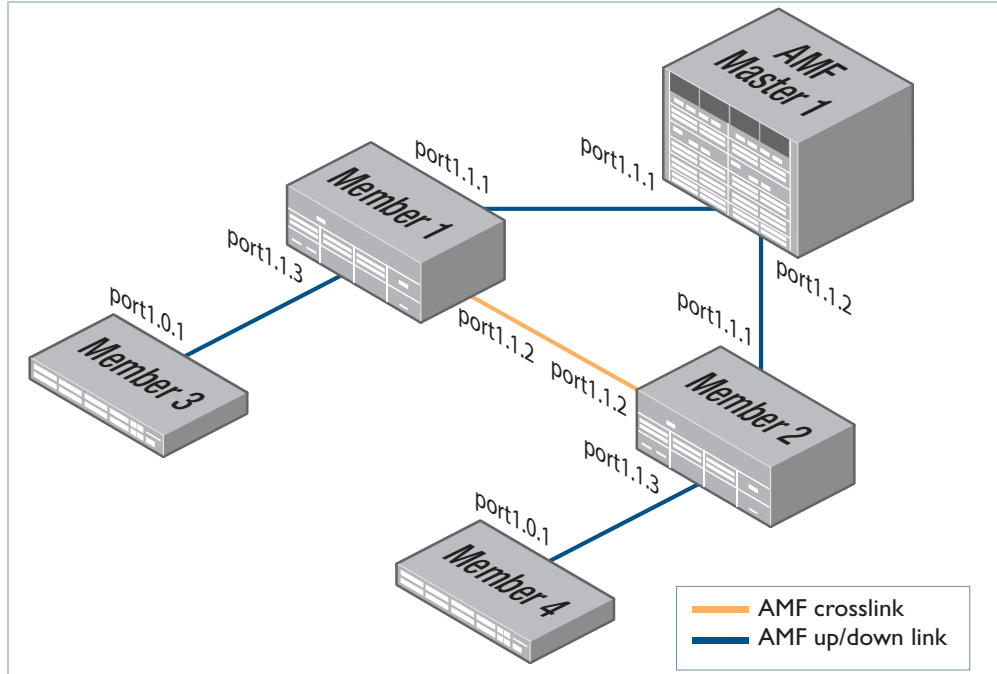 AMF
Master 1
port1.1.1
port1.1.1
Member 1
port1.1.3
port1.1.2
port1.0.1
port1.1.2
port1.1.1
port1.1.2
Member 3
Member 2
port1.1.3
port1.0.1
Member 4
AMF crosslink
AMF up/down link